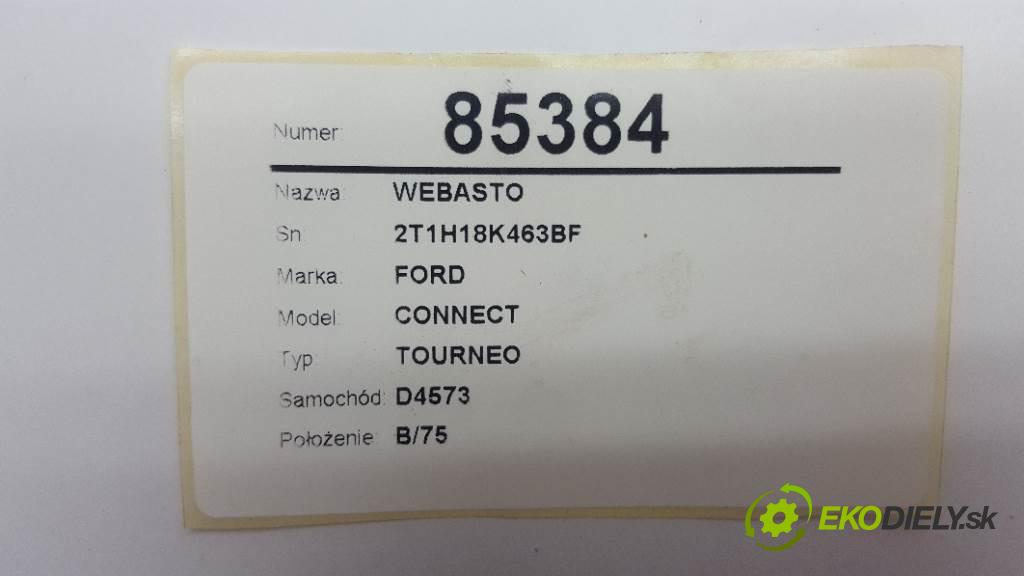 Numer: 85384
Nazwa: WEBASTO
Sn: 2T1H18K463BF
Marka: FORD
Model: CONNECT
Typ TOURNEO
Samochód: D4573
Położenie: B/75
EKODIELY.sk